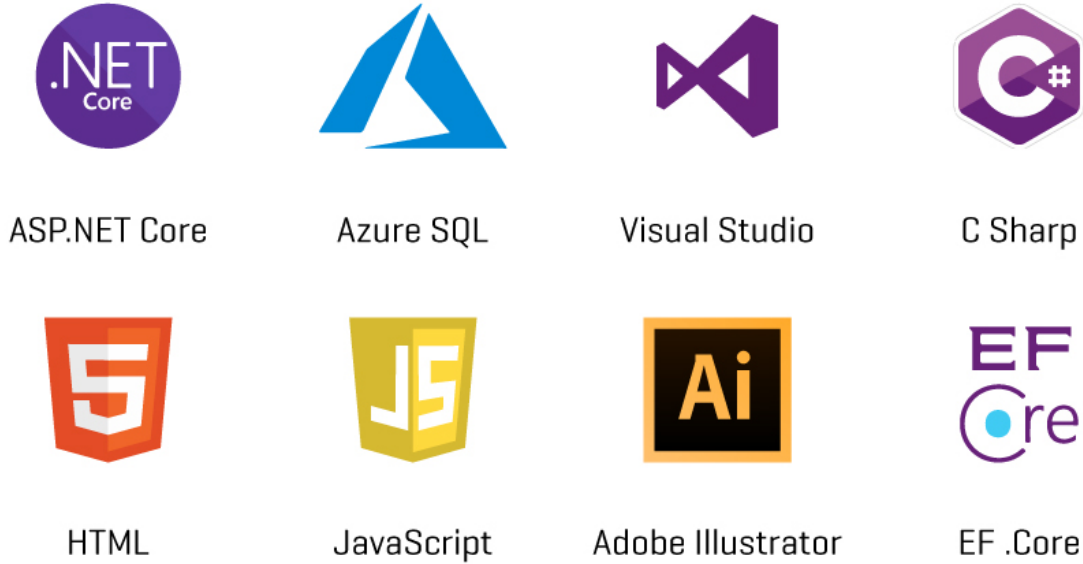 .NET
Core
C#
ASP.NET Core
Azure SQL
Visual Studio
C Sharp
5
JS
Ai
EF
Core
HTML
JavaScript
Adobe Illustrator
EF .Core